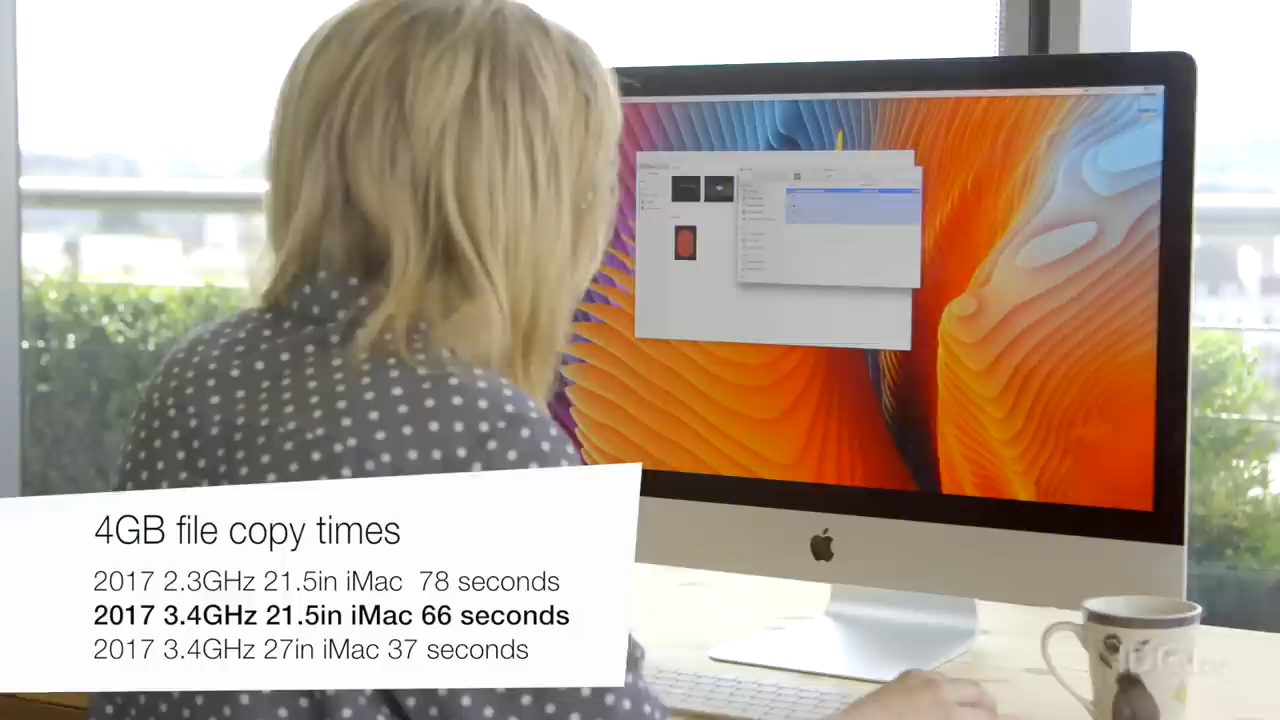 4GB file copy times
2017 2.3GHz 21.5in iMac 78 seconds
2017 3.4GHz 21.5in iMac 66 seconds
2017 3.4GHz 27in iMac 37 seconds